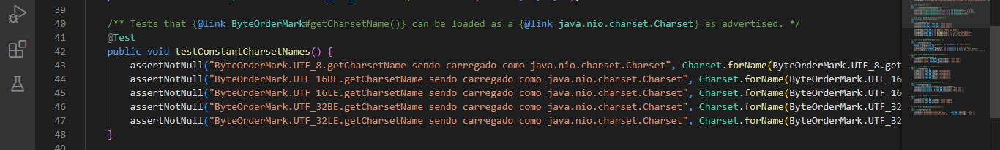 39
40 /** Tests that {@link ByteOrderMark#getCharsetName()} can be loaded as a {@link java.nio.charset.Charset} as advertised. */
41 @Test
42 public void testConstantCharsetNames() {
43 assertNotNull("ByteOrderMark.UTF_8.getCharsetName sendo carregado como java.nio.charset.Charset", Charset.forName(ByteOrderMark.UTF_8.get
44 assertNotNull("ByteOrderMark.UTF_16BE.getCharsetName sendo carregado como java.nio.charset.Charset", Charset.forName(ByteOrderMark.UTF_16
45 assertNotNull("ByteOrderMark.UTF_16LE.getCharsetName sendo carregado como java.nio.charset.Charset", Charset.forName(ByteOrderMark.UTF_16
46 assertNotNull("ByteOrderMark.UTF_32BE.getCharsetName sendo carregado como java.nio.charset.Charset", Charset.forName(ByteOrderMark.UTF_32
47 assertNotNull("ByteOrderMark.UTF_32LE.getCharsetName sendo carregado como java.nio.charset.Charset", Charset.forName(ByteOrderMark.UTF_32
48 }
49